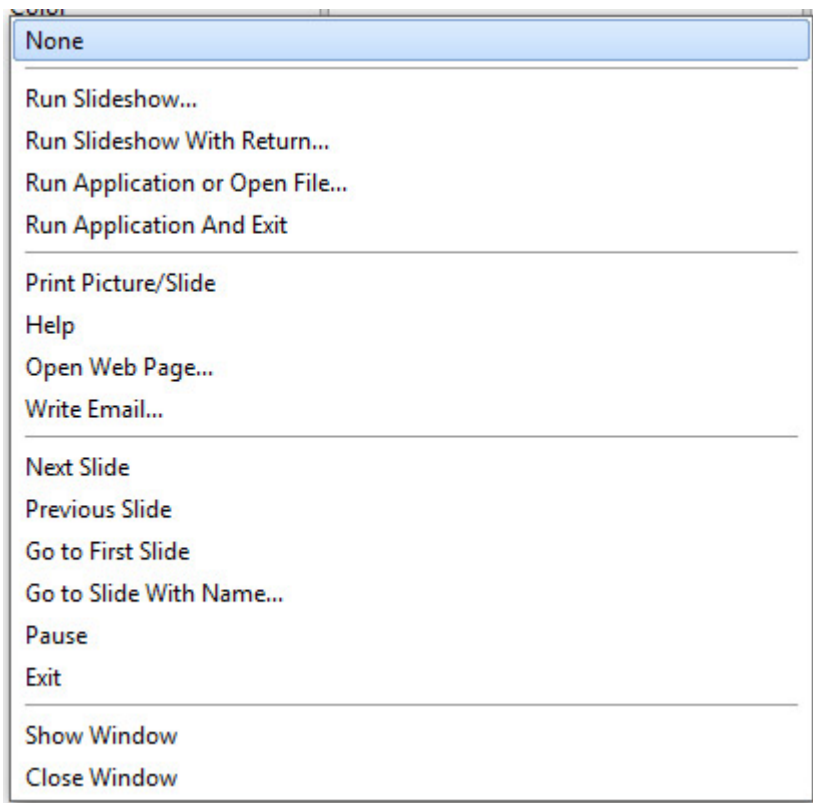 Color
None
Run Slideshow...
Run Slideshow With Return...
Run Application or Open File...
Run Application And Exit
Print Picture/Slide
Help
Open Web Page...
Write Email...
Next Slide
Previous Slide
Go to First Slide
Go to Slide With Name...
Pause
Exit
Show Window
Close Window